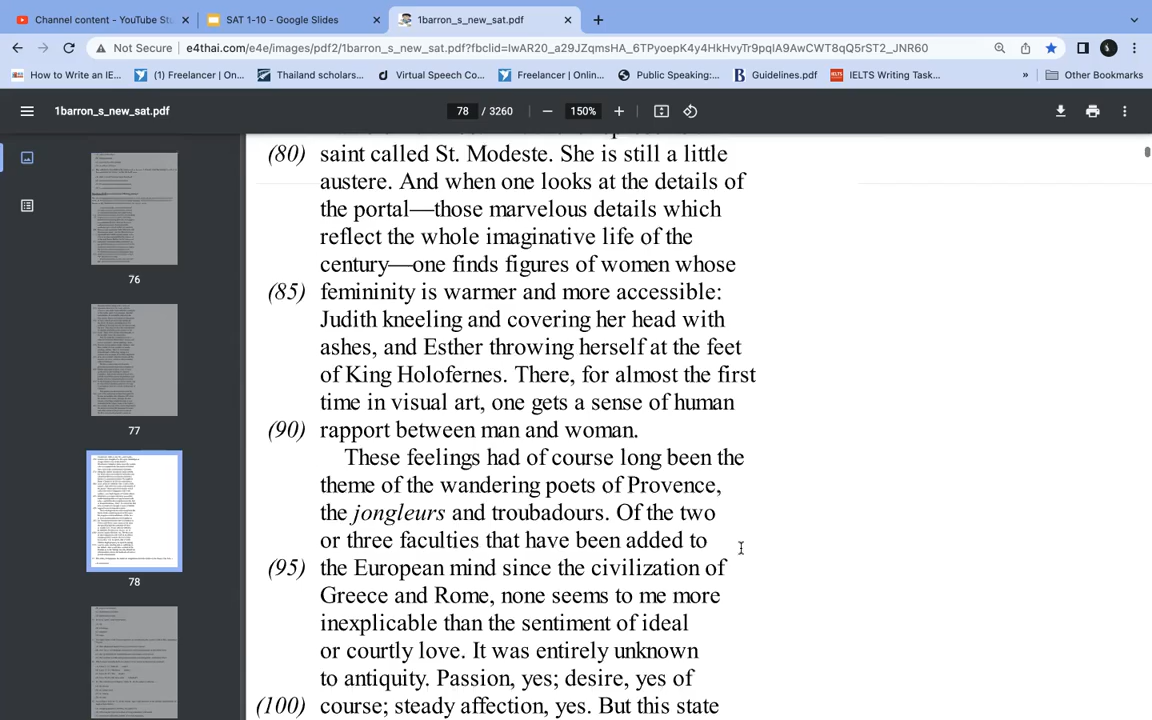 Channel content - YouTube Stu
SAT 1-10 - Google Slides
1barron_s_new_sat.pdf
Not Secure
e4thai.com/e4e/images/pdf2/1barron_s_new_sat.pdf?fbclid=IwAR20_a29JZqmsHA_6TPyoepK4y4HkHvyTr9pqIA9AwCWT8qQ5rST2_JNR60
How to Write an IE...
(1) Freelancer | On...
Thailand scholars...
Virtual Speech Co...
Freelancer | Onlin...
Public Speaking:...
Guidelines.pdf
IELTS Writing Task...
»
Other Bookmarks
1barron_s_new_sat.pdf
78 / 3260
150%
76
77
78
(80) saint called St. Modeste. She is still a little
austere. And when one looks at the details of
the portal—those marvelous details which
reflect the whole imaginative life of the
century—one finds figures of women whose
(85) femininity is warmer and more accessible:
Judith kneeling and covering her head with
ashes, and Esther throwing herself at the feet
of King Holofernes. There, for almost the first
time in visual art, one gets a sense of human
(90) rapport between man and woman.
These feelings had of course long been the
theme of the wandering poets of Provence,
the jongleurs and troubadours. Of the two
or three faculties that have been added to
(95) the European mind since the civilization of
Greece and Rome, none seems to me more
inexplicable than the sentiment of ideal
or courtly love. It was entirely unknown
to antiquity. Passion, yes; desire, yes of
(100) course; steady affection, yes. But this state